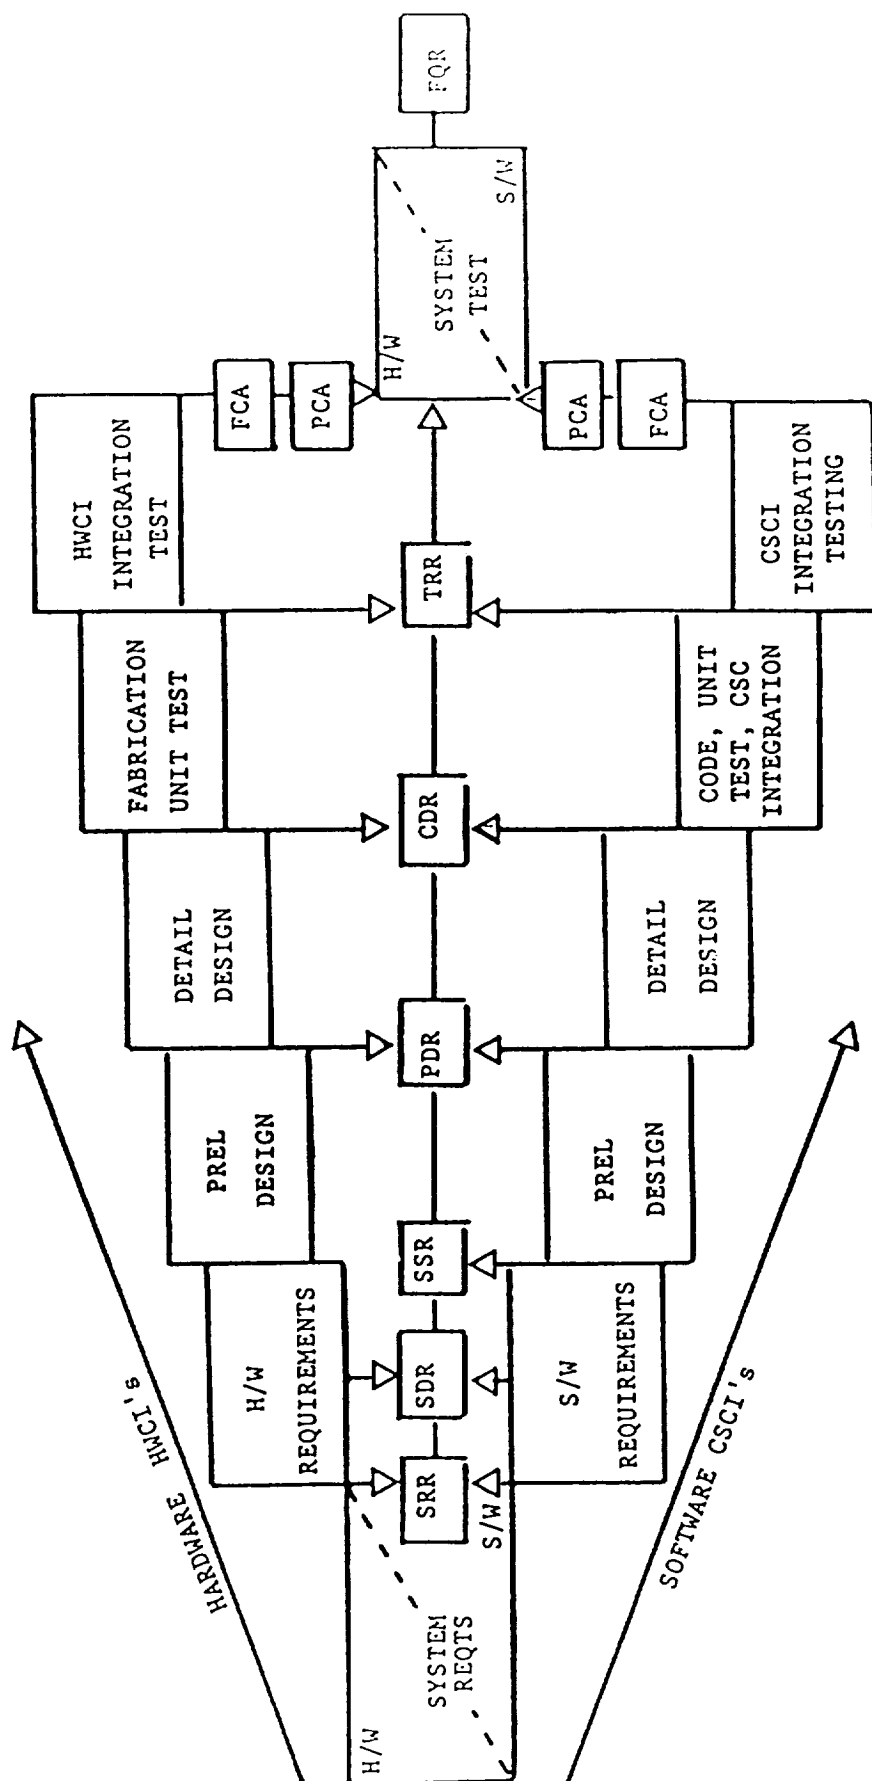 HARDWARE HWCI's
H/W
SYSTEM
REQTS
S/W
H/W
REQUIREMENTS
PREL
DESIGN
DETAIL
DESIGN
FABRICATION
UNIT TEST
HWCI
INTEGRATION
TEST
FCA
PCA
SRR
SDR
SSR
PDR
CDR
TRR
H/W
SYSTEM
TEST
S/W
FQR
PCA
FCA
S/W
REQUIREMENTS
PREL
DESIGN
DETAIL
DESIGN
CODE, UNIT
TEST, CSC
INTEGRATION
CSCI
INTEGRATION
TESTING
SOFTWARE CSCI's